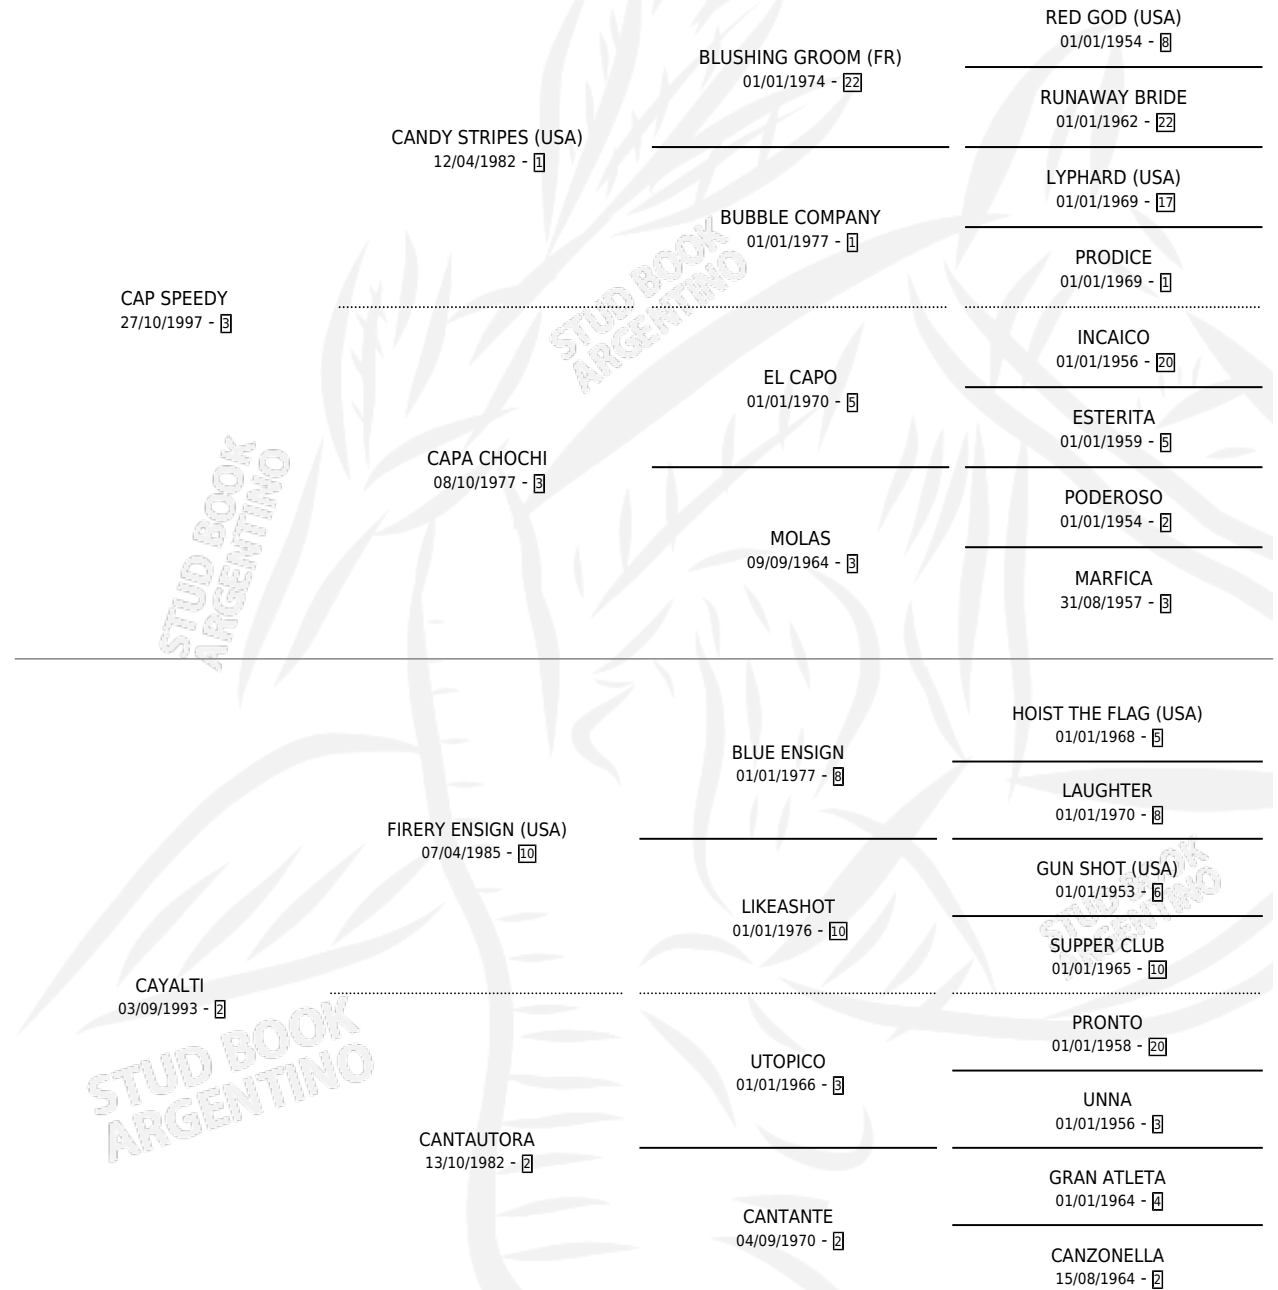 RED GOD (USA)
01/01/1954 - 8
BLUSHING GROOM (FR)
01/01/1974 - 22
RUNAWAY BRIDE
01/01/1962 - 22
CANDY STRIPES (USA)
12/04/1982 - 1
LYPHARD (USA)
01/01/1969 - 17
BUBBLE COMPANY
01/01/1977 - 1
PRODICE
01/01/1969 - 1
CAP SPEEDY
27/10/1997 - 3
STUD BOOK
ARGENTINO
INCAICO
01/01/1956 - 20
EL CAPO
01/01/1970 - 5
ESTERITA
01/01/1959 - 5
CAPA CHOCHI
08/10/1977 - 3
PODEROSO
01/01/1954 - 2
MOLAS
09/09/1964 - 3
MARFICA
31/08/1957 - 3
STUD BOOK
ARGENTINO
HOIST THE FLAG (USA)
01/01/1968 - 5
BLUE ENSIGN
01/01/1977 - 8
LAUGHTER
01/01/1970 - 8
FIRERY ENSIGN (USA)
07/04/1985 - 10
GUN SHOT (USA)
01/01/1953 - 6
LIKEASHOT
01/01/1976 - 10
SUPPER CLUB
01/01/1965 - 10
STUD BOOK
ARGENTINO
CAYALTI
03/09/1993 - 2
PRONTO
01/01/1958 - 20
UTOPICO
01/01/1966 - 3
UNNA
01/01/1956 - 3
STUD BOOK
ARGENTINO
CANTAUTORA
13/10/1982 - 2
GRAN ATLETA
01/01/1964 - 4
CANTANTE
04/09/1970 - 2
CANZONELLA
15/08/1964 - 2